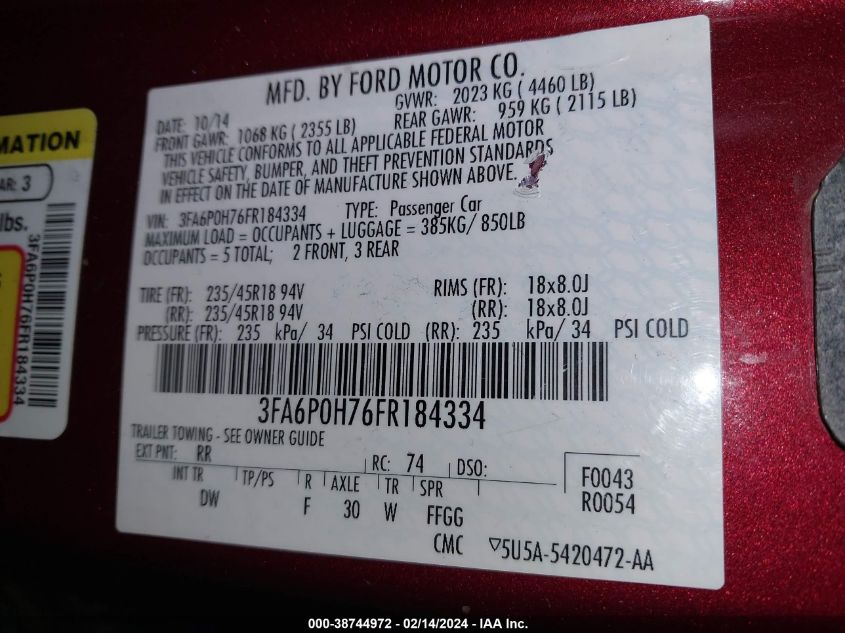 MFD. BY FORD MOTOR CO.
DATE: 10/14
GVWR: 2023 KG ( 4460 LB)
FRONT GAWR: 1068 KG ( 2355 LB)
REAR GAWR: 959 KG ( 2115 LB)
THIS VEHICLE CONFORMS TO ALL APPLICABLE FEDERAL MOTOR
VEHICLE SAFETY, BUMPER, AND THEFT PREVENTION STANDARDS
IN EFFECT ON THE DATE OF MANUFACTURE SHOWN ABOVE.
VIN: 3FA6P0H76FR184334 TYPE: Passenger Car
MAXIMUM LOAD = OCCUPANTS + LUGGAGE = 385KG/ 850LB
OCCUPANTS = 5 TOTAL; 2 FRONT, 3 REAR
TIRE (FR): 235/45R18 94V RIMS (FR): 18x8.0J
(RR): 235/45R18 94V (RR): 18x8.0J
PRESSURE (FR): 235 kPa/ 34 PSI COLD (RR): 235 kPa/ 34 PSI COLD
3FA6P0H76FR184334
TRAILER TOWING - SEE OWNER GUIDE
EXT PNT: RR RC: 74 DSO:
F0043
R0054
INT TR TP/PS R AXLE TR SPR
DW F 30 W FFGG
CMC ▽5U5A-5420472-AA
MATION
AR: 3
lbs.
3FA6P0H76FR184334
000-38744972 - 02/14/2024 - IAA Inc.